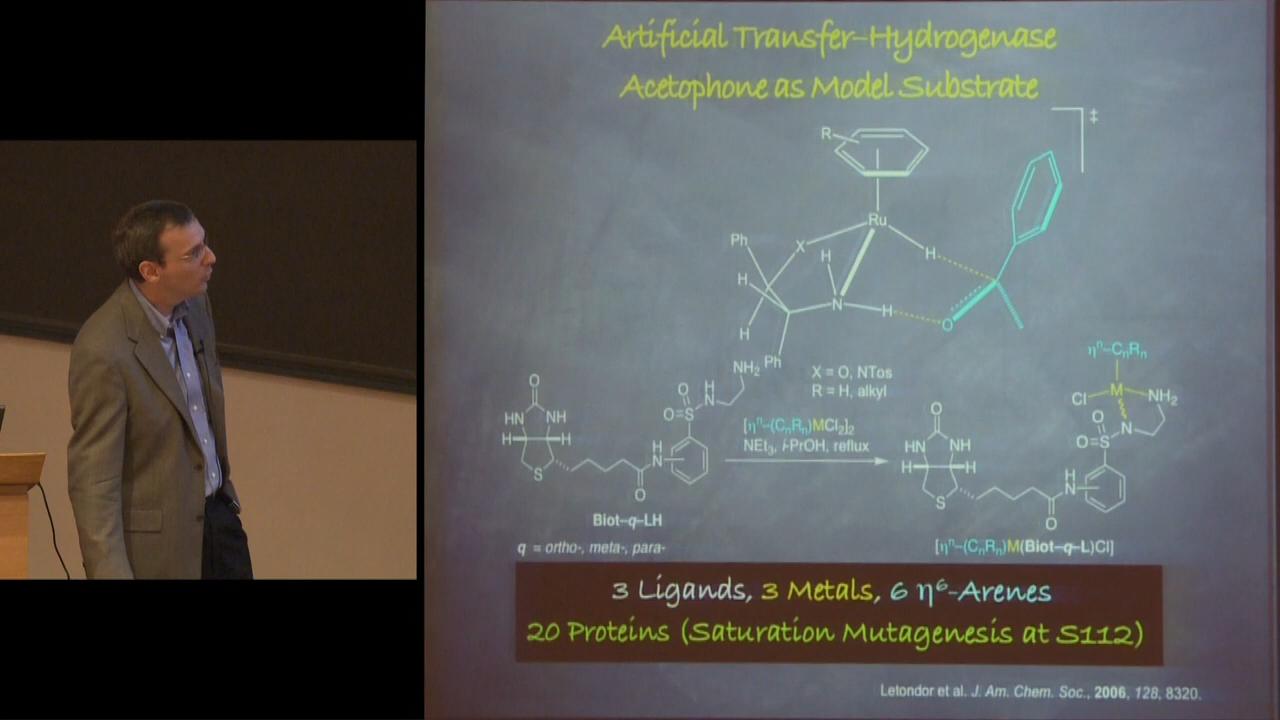 Artificial Transfer-Hydrogenase
Acetophone as Model Substrate
‡
R
Ru
Ph
X
H
H
H
N
H
O
H
Ph
X = O, NTos
R = H, alkyl
O
HN NH
H H
S
O
H
N
O
O=S
H
N
NH₂
[ηⁿ–(CₙRₙ)MCl₂]₂
NEt₃, i-PrOH, reflux
O
HN NH
H H
S
O
H
N
O
O=S
N
NH₂
Cl
M
ηⁿ–CₙRₙ
Biot–q–LH
q = ortho-, meta-, para-
[ηⁿ–(CₙRₙ)M(Biot-q-L)Cl]
3 Ligands, 3 Metals, 6 η⁶-Arenes
20 Proteins (Saturation Mutagenesis at S112)
Letondor et al. J. Am. Chem. Soc., 2006, 128, 8320.